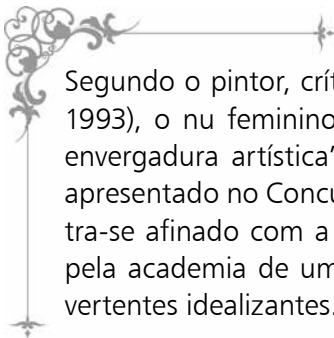 Segundo o pintor, crít
1993), o nu feminino
envergadura artística”
apresentado no Concu
tra-se afinado com a
pela academia de um
vertentes idealizantes.